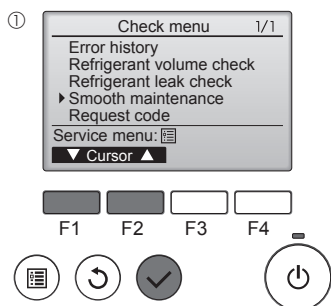 ①
Check menu 1/1
Error history
Refrigerant volume check
Refrigerant leak check
Smooth maintenance
Request code
Service menu:
▼ Cursor ▲
F1 F2 F3 F4